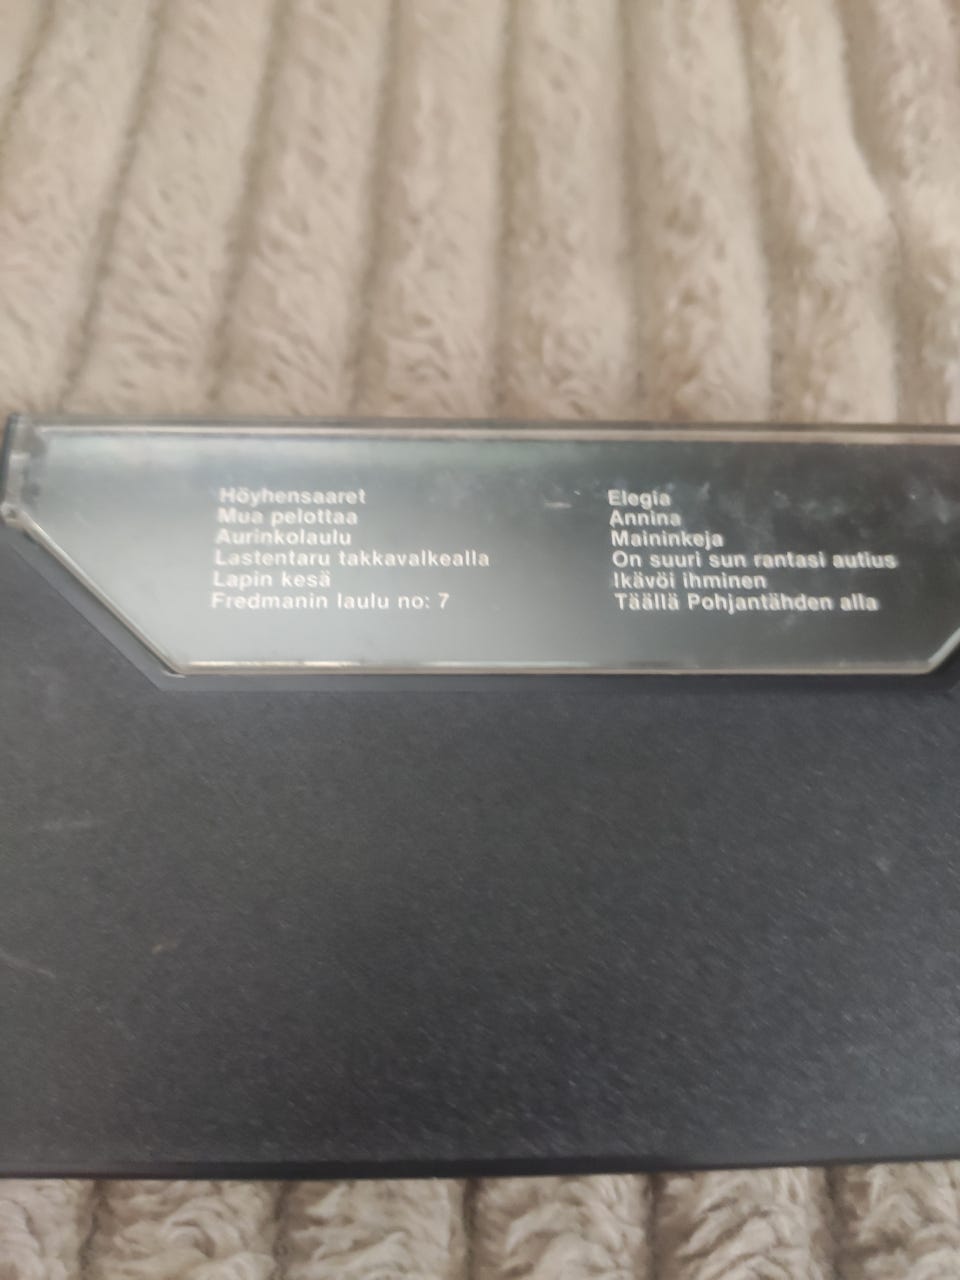 Höyhensaaret
Mua pelottaa
Aurinkolaulu
Lastentaru takkavalkealla
Lapin kesä
Fredmanin laulu no: 7
Elegia
Annina
Maininkeja
On suuri sun rantasi autius
Ikävöi ihminen
Täällä Pohjantähden alla